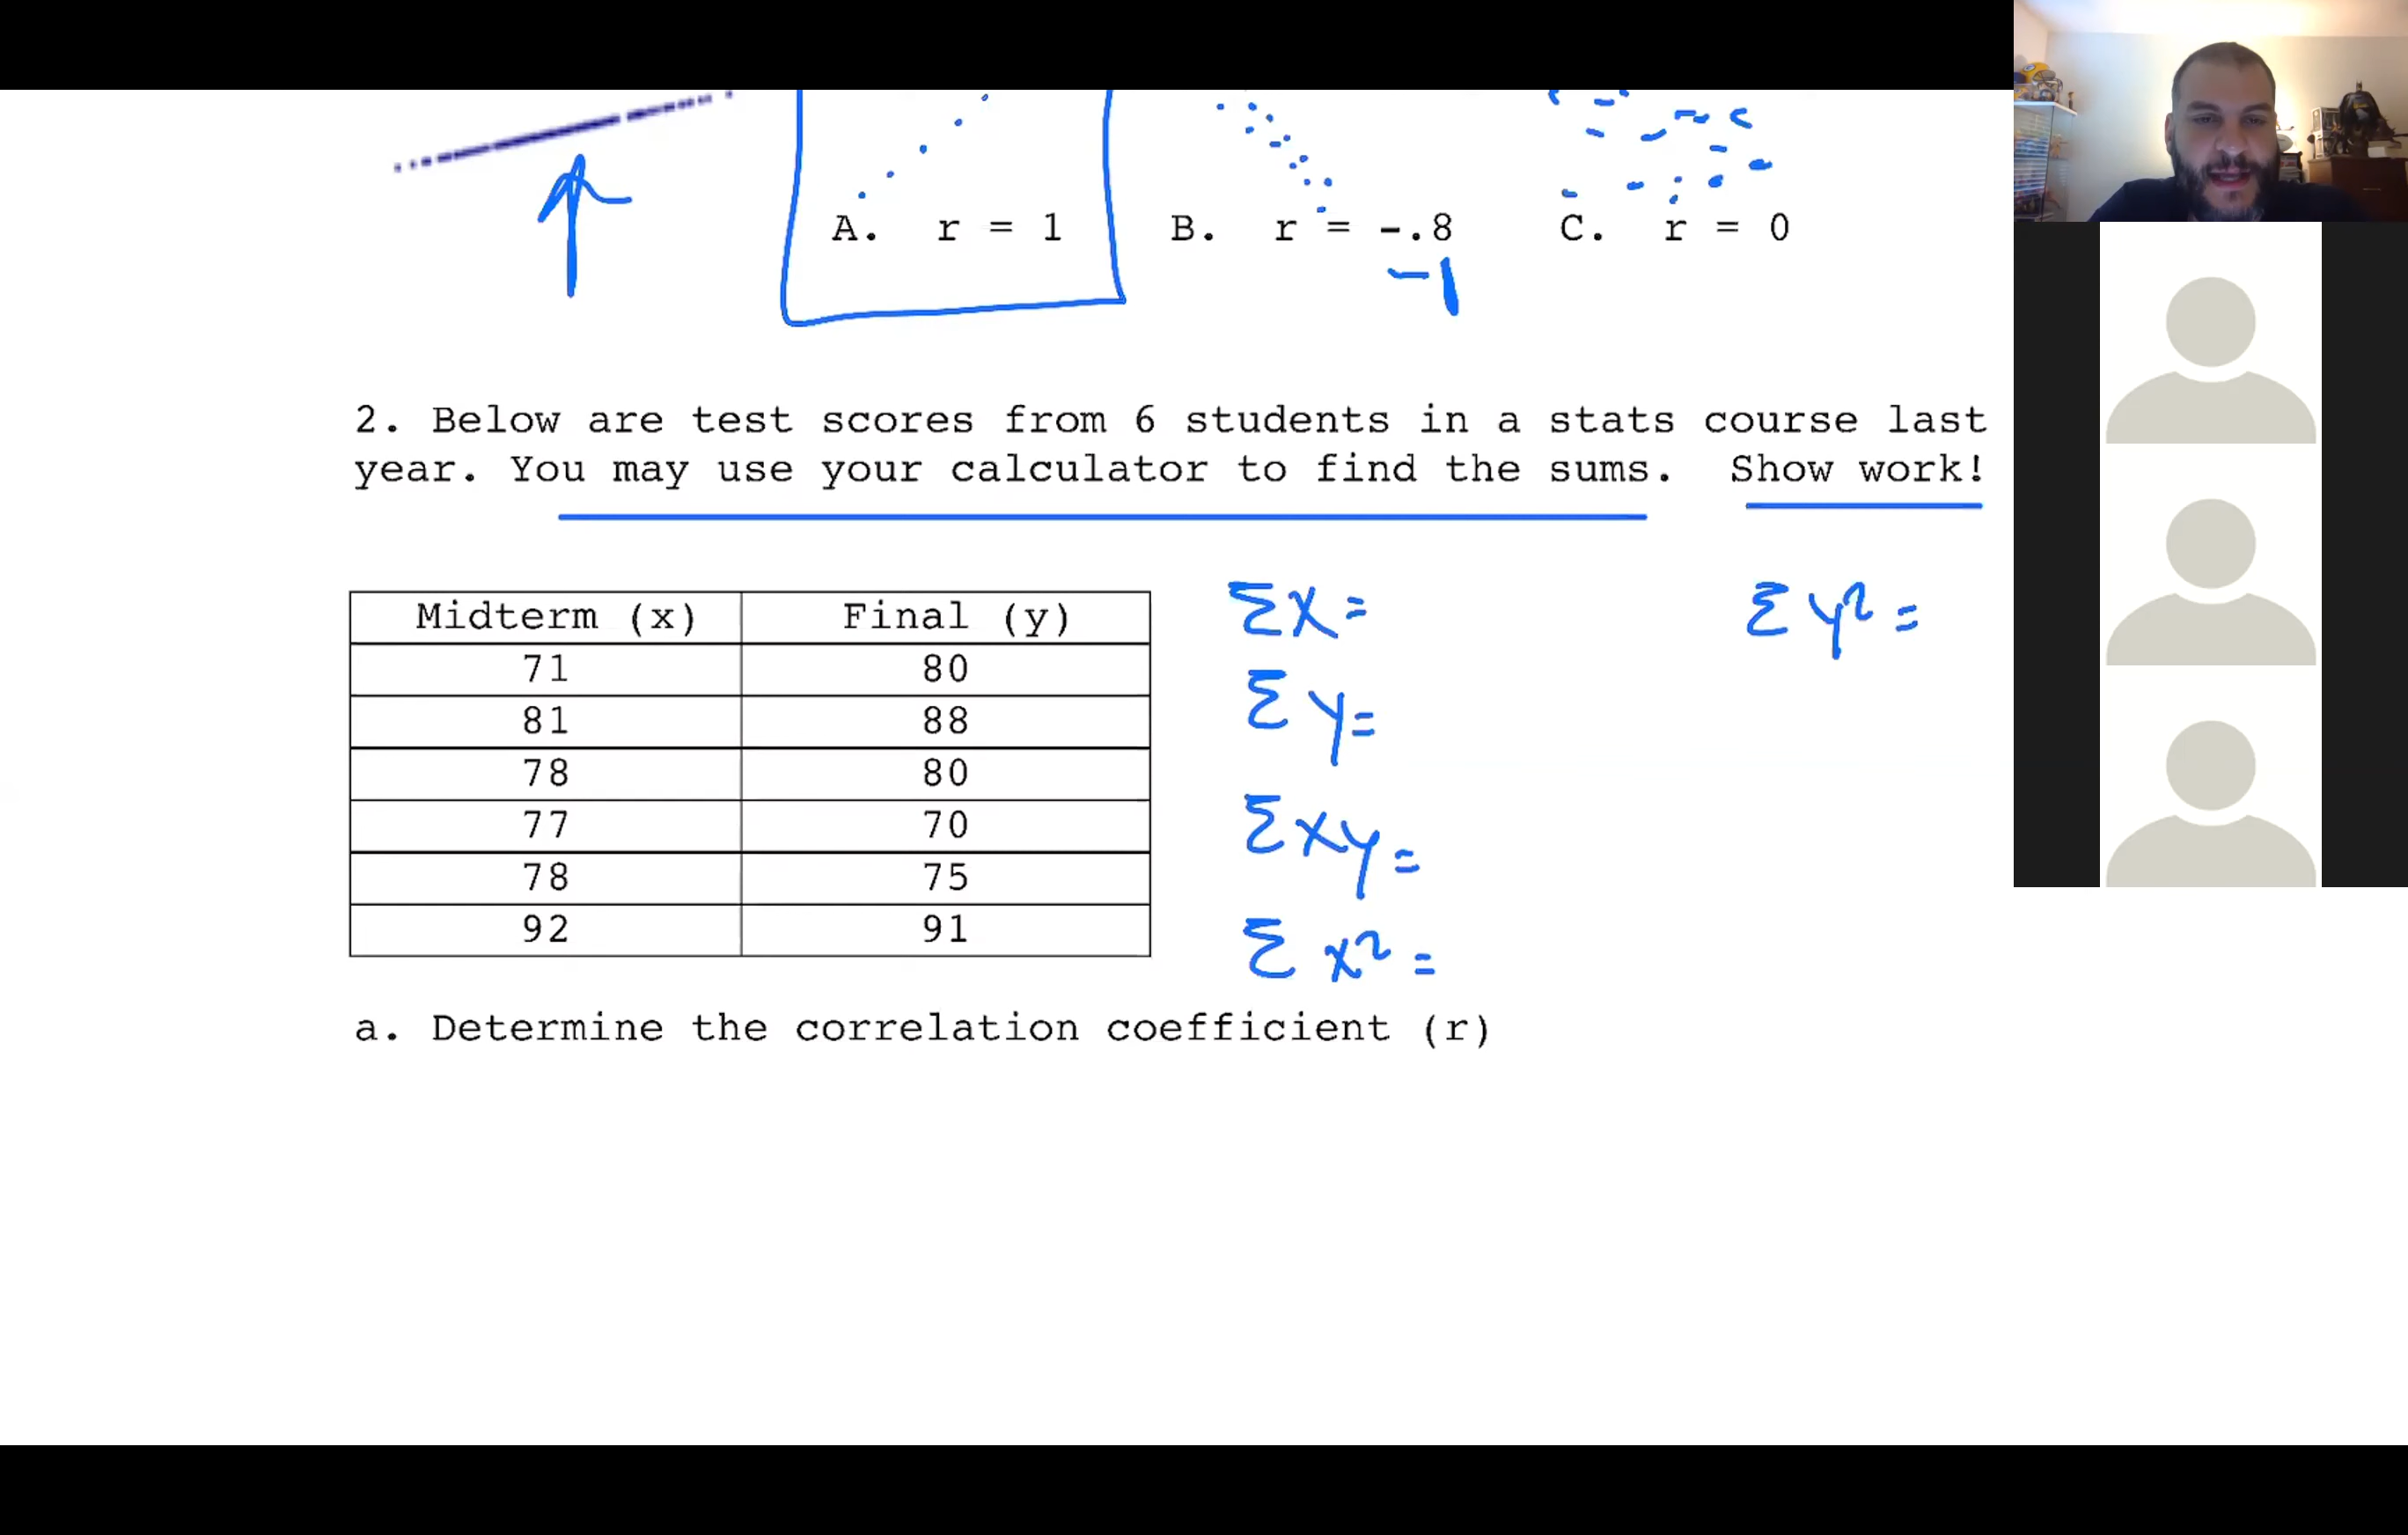 A. r = 1 B. r = -.8 C. r = 0
-1
2. Below are test scores from 6 students in a stats course last
year. You may use your calculator to find the sums. Show work!
Midterm (x) Final (y)
71 80
81 88
78 80
77 70
78 75
92 91
Σx=
Σy=
Σxy=
Σx²=
Σy²=
a. Determine the correlation coefficient (r)